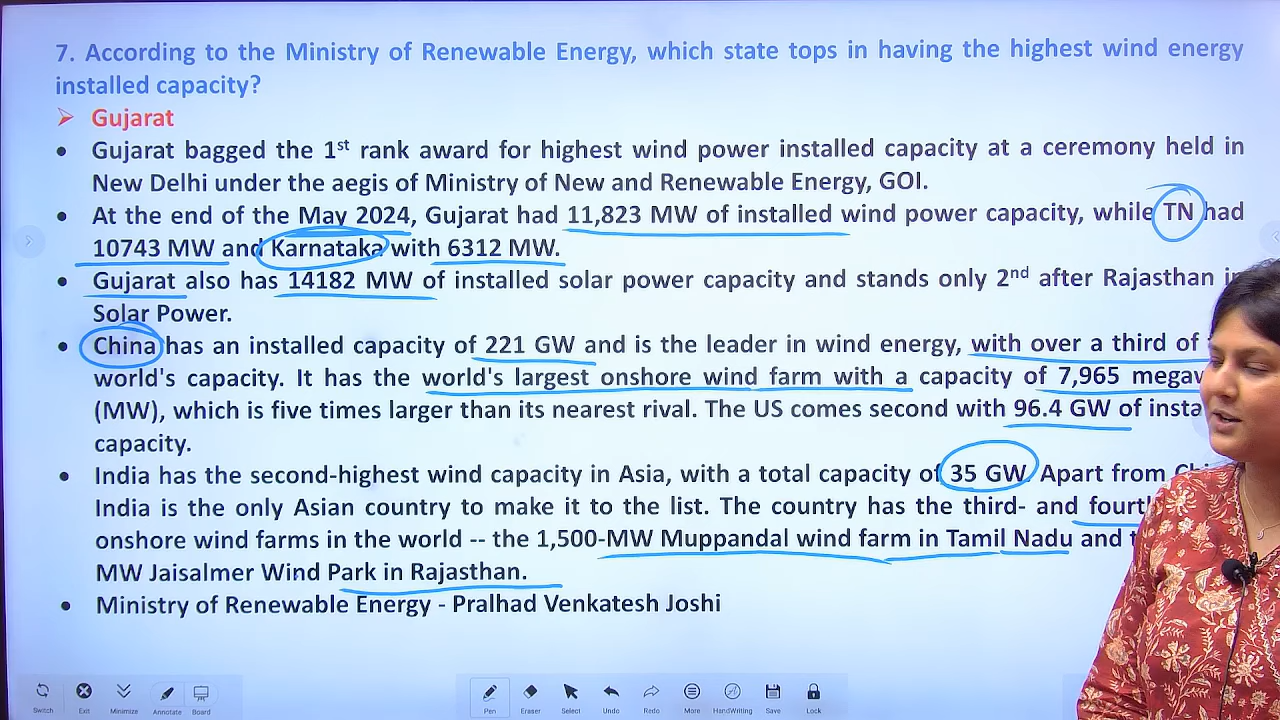 7. According to the Ministry of Renewable Energy, which state tops in having the highest wind energy
installed capacity?
Gujarat
• Gujarat bagged the 1st rank award for highest wind power installed capacity at a ceremony held in
New Delhi under the aegis of Ministry of New and Renewable Energy, GOI.
• At the end of the May 2024, Gujarat had 11,823 MW of installed wind power capacity, while TN had
10743 MW and Karnataka with 6312 MW.
• Gujarat also has 14182 MW of installed solar power capacity and stands only 2nd after Rajasthan in
Solar Power.
• China has an installed capacity of 221 GW and is the leader in wind energy, with over a third of
world's capacity. It has the world's largest onshore wind farm with a capacity of 7,965
(MW), which is five times larger than its nearest rival. The US comes second with 96.4 GW of
capacity.
• India has the second-highest wind capacity in Asia, with a total capacity of 35 GW. Apart from
India is the only Asian country to make it to the list. The country has the third- and
onshore wind farms in the world -- the 1,500-MW Muppandal wind farm in Tamil Nadu and
MW Jaisalmer Wind Park in Rajasthan.
• Ministry of Renewable Energy - Pralhad Venkatesh Joshi
Switch Exit Minimize Annotate Board Pen Eraser Select Undo Redo More HandWriting Save Lock